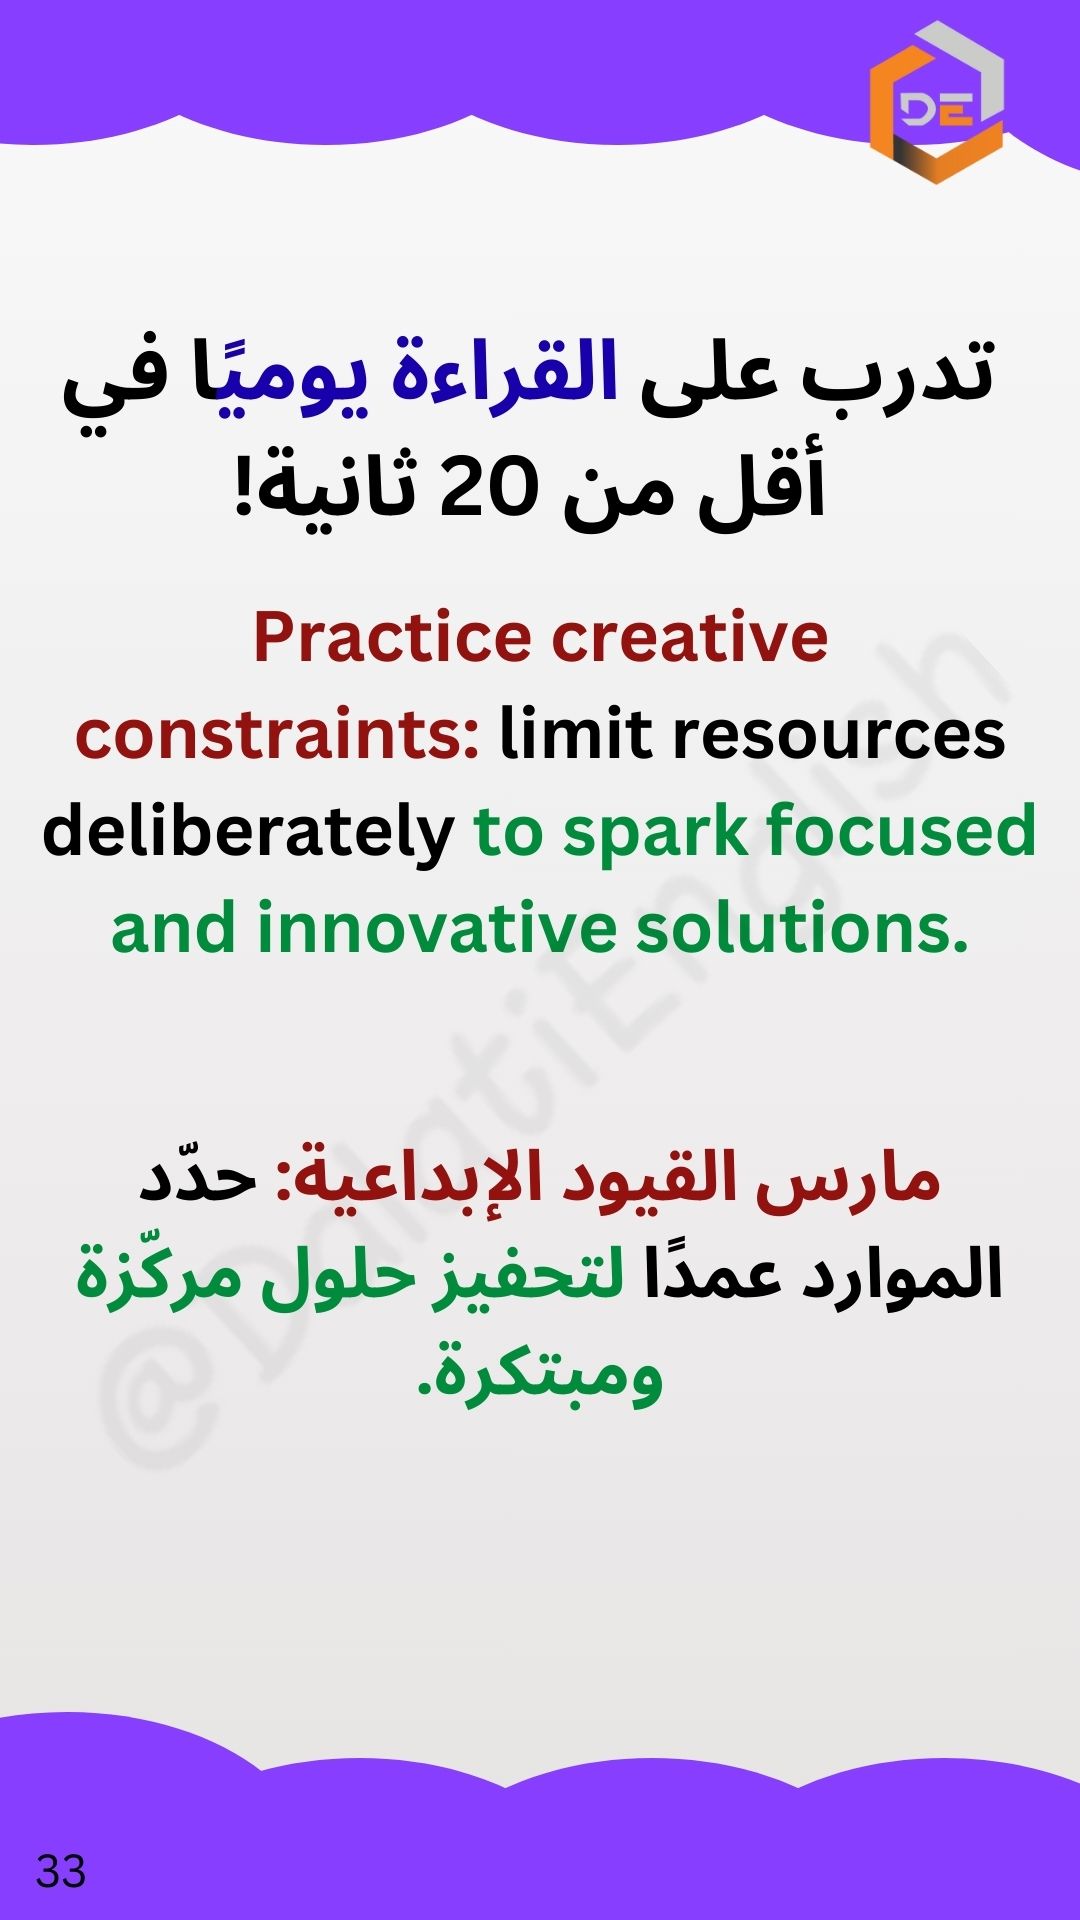 DE
تدرب على القراءة يوميًا في
أقل من 20 ثانية!
Practice creative
constraints: limit resources
deliberately to spark focused
and innovative solutions.
مارس القيود الإبداعية: حدّد
الموارد عمدًا لتحفيز حلول مركّزة
ومبتكرة.
@DalatiEnglish
33